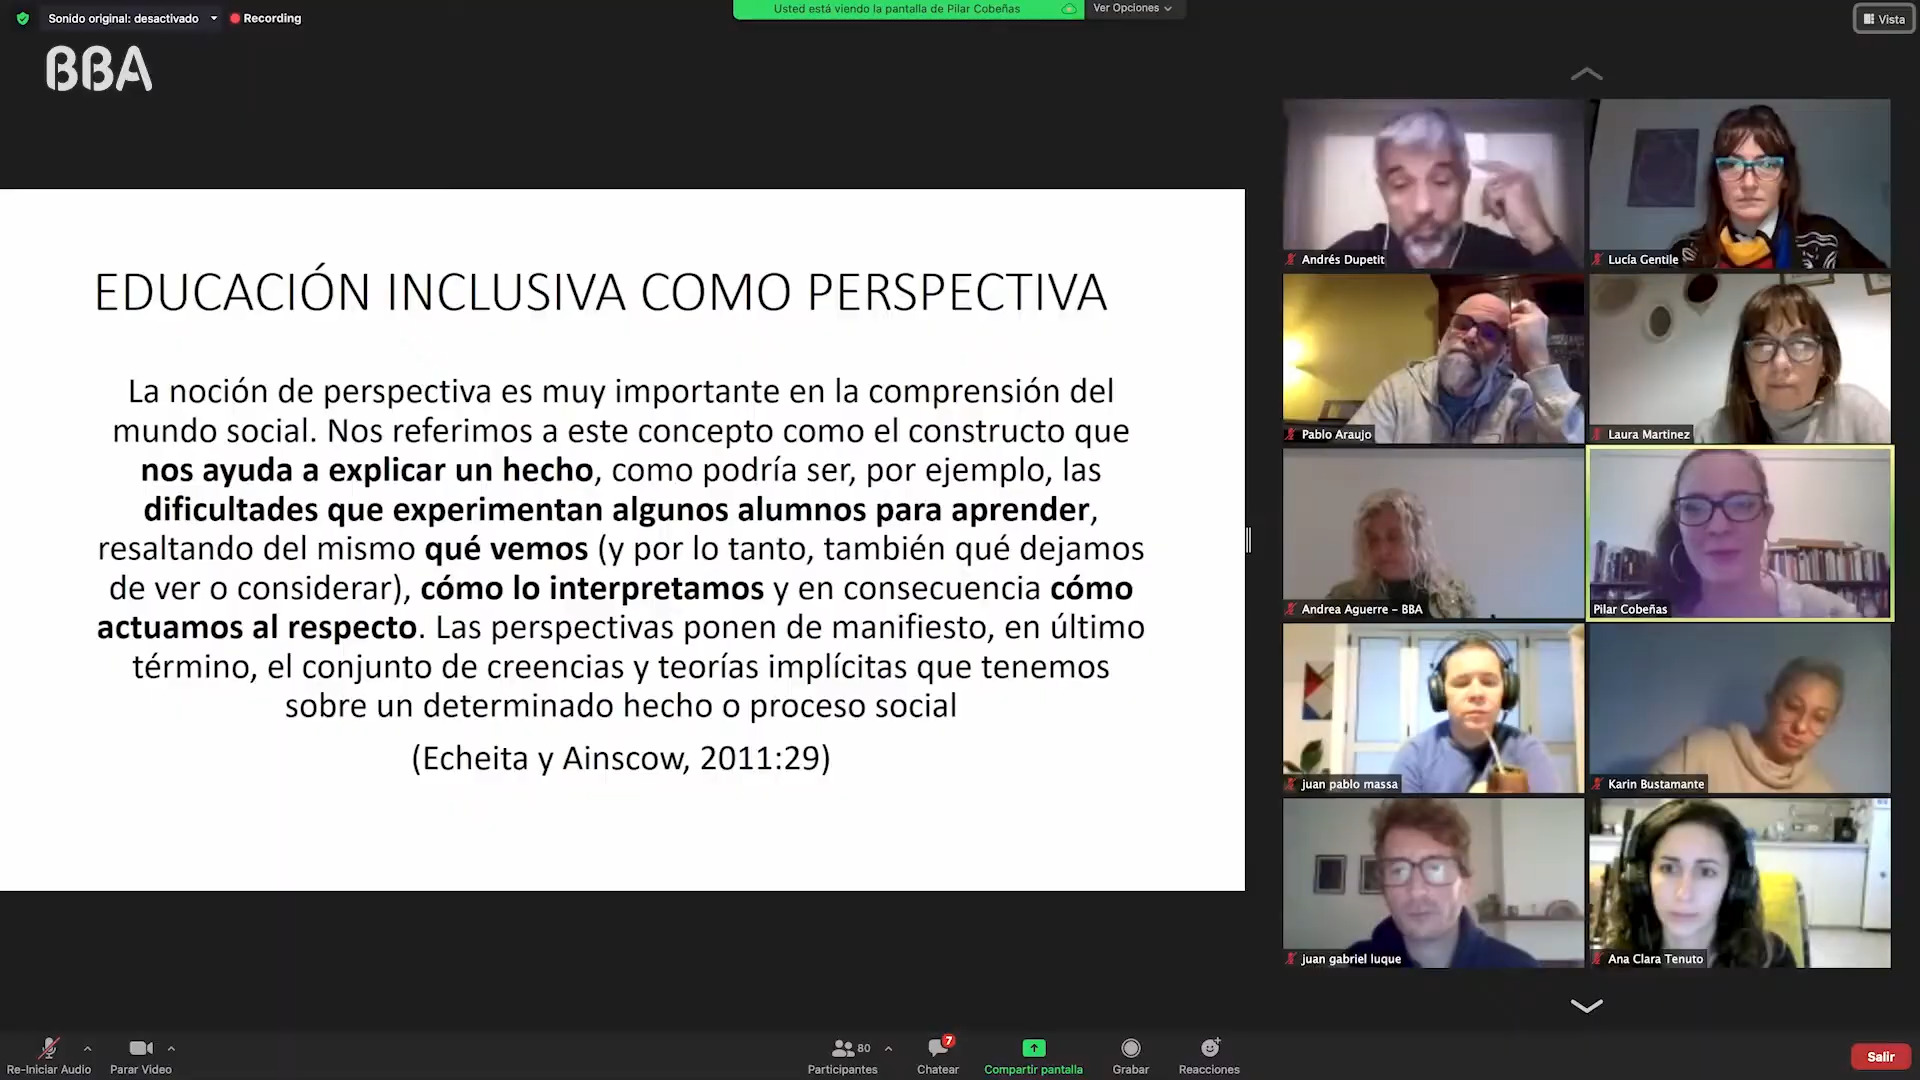 Sonido original: desactivado
Recording
Usted está viendo la pantalla de Pilar Cobeñas
Ver Opciones
Vista
BBA
EDUCACIÓN INCLUSIVA COMO PERSPECTIVA
La noción de perspectiva es muy importante en la comprensión del
mundo social. Nos referimos a este concepto como el constructo que
nos ayuda a explicar un hecho, como podría ser, por ejemplo, las
dificultades que experimentan algunos alumnos para aprender,
resaltando del mismo qué vemos (y por lo tanto, también qué dejamos
de ver o considerar), cómo lo interpretamos y en consecuencia cómo
actuamos al respecto. Las perspectivas ponen de manifiesto, en último
término, el conjunto de creencias y teorías implícitas que tenemos
sobre un determinado hecho o proceso social
(Echeita y Ainscow, 2011:29)
Andrés Dupetit
Lucía Gentile
Pablo Araujo
Laura Martinez
Andrea Aguerre - BBA
Pilar Cobeñas
juan pablo massa
Karin Bustamante
juan gabriel luque
Ana Clara Tenuto
Re-Iniciar Audio
Parar Video
80
Participantes
7
Chatear
Compartir pantalla
Grabar
Reacciones
Salir